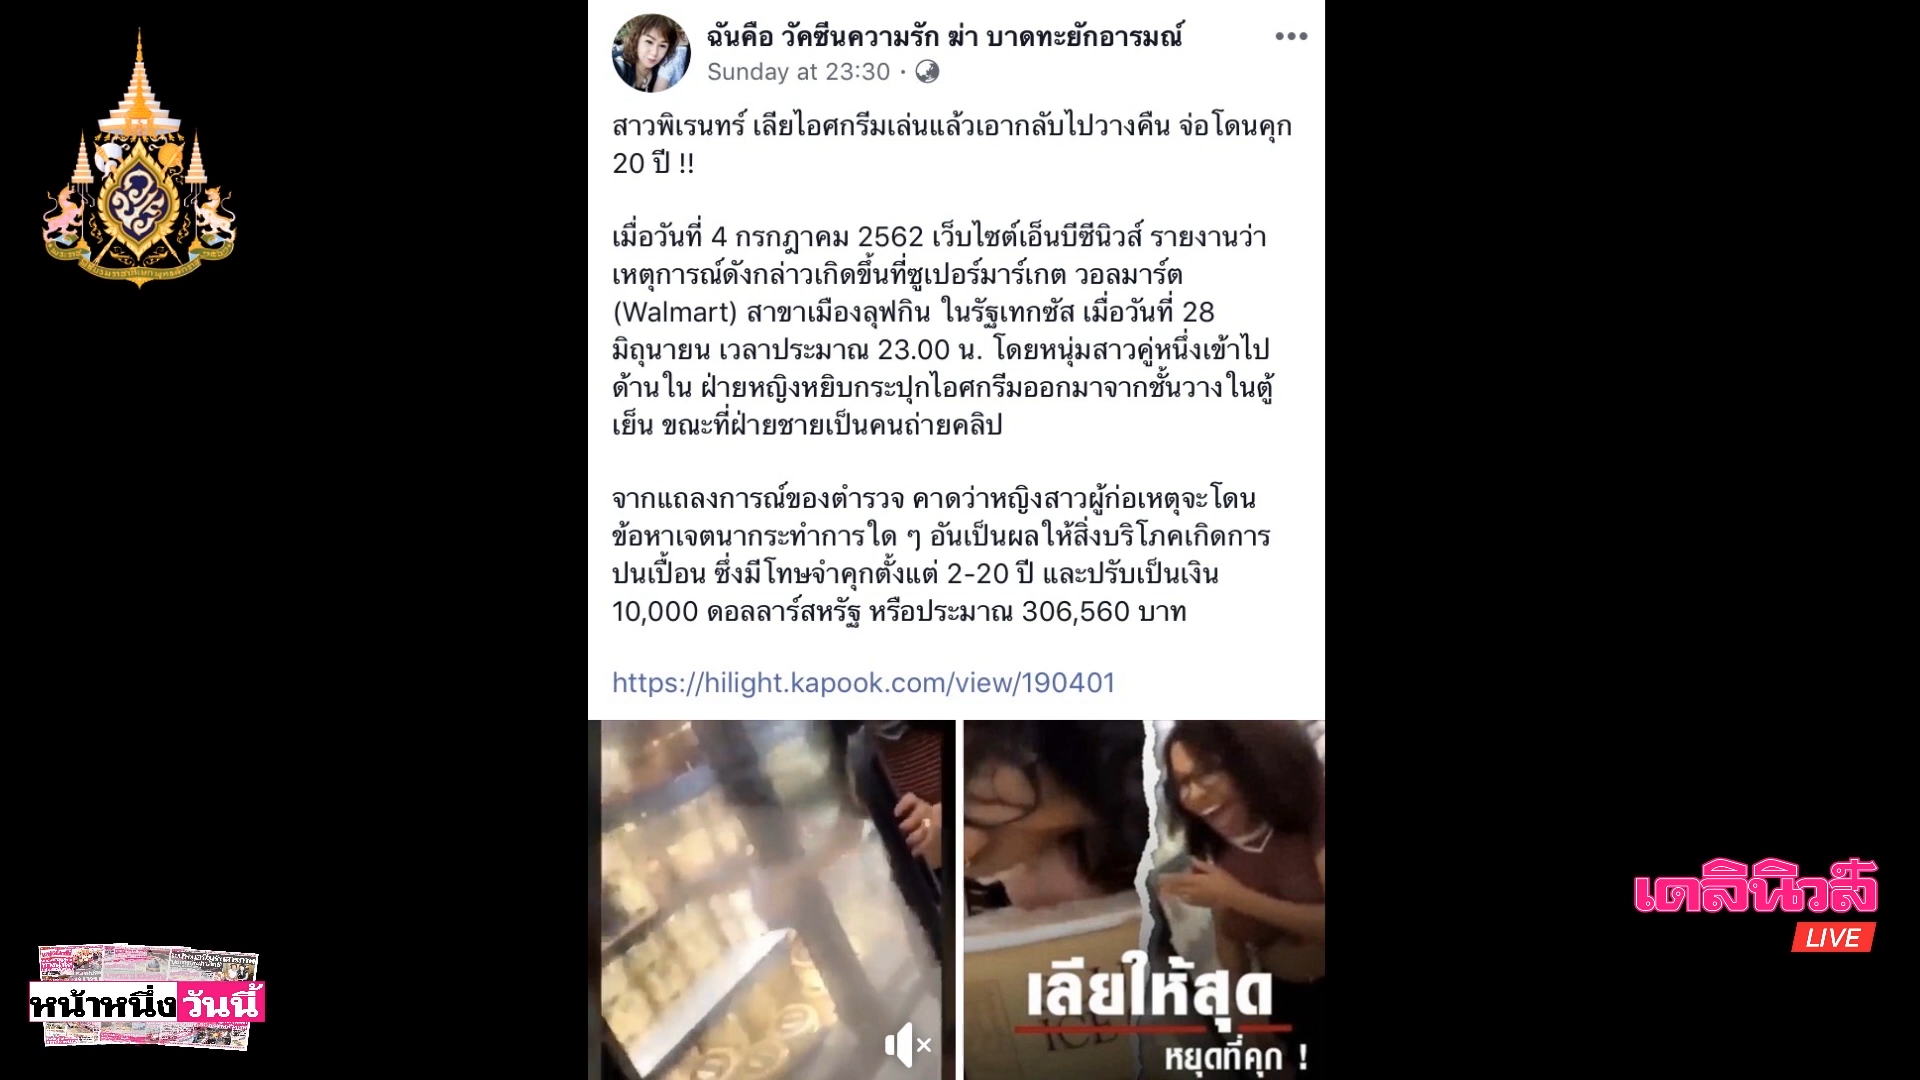 ฉันคือ วัคซีนความรัก ฆ่า บาดทะยักอารมณ์
Sunday at 23:30 ·
สาวพิเรนทร์ เลียไอศกรีมเล่นแล้วเอากลับไปวางคืน จ่อโดนคุก
20 ปี !!
เมื่อวันที่ 4 กรกฎาคม 2562 เว็บไซต์เอ็นบีซีนิวส์ รายงานว่า
เหตุการณ์ดังกล่าวเกิดขึ้นที่ซูเปอร์มาร์เกต วอลมาร์ต
(Walmart) สาขาเมืองลุฟกิน ในรัฐเทกซัส เมื่อวันที่ 28
มิถุนายน เวลาประมาณ 23.00 น. โดยหนุ่มสาวคู่หนึ่งเข้าไป
ด้านใน ฝ่ายหญิงหยิบกระปุกไอศกรีมออกมาจากชั้นวางในตู้
เย็น ขณะที่ฝ่ายชายเป็นคนถ่ายคลิป
จากแถลงการณ์ของตำรวจ คาดว่าหญิงสาวผู้ก่อเหตุจะโดน
ข้อหาเจตนากระทำการใด ๆ อันเป็นผลให้สิ่งบริโภคเกิดการ
ปนเปื้อน ซึ่งมีโทษจำคุกตั้งแต่ 2-20 ปี และปรับเป็นเงิน
10,000 ดอลลาร์สหรัฐ หรือประมาณ 306,560 บาท
https://hilight.kapook.com/view/190401
เลียให้สุด
ICE
หยุดที่คุก !
เดลินิวส์
LIVE
หน้าหนึ่งวันนี้